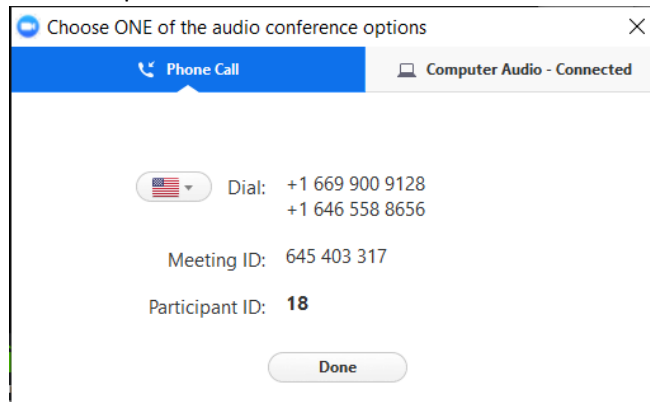 Choose ONE of the audio conference options
Phone Call
Computer Audio - Connected
Dial: +1 669 900 9128
+1 646 558 8656
Meeting ID: 645 403 317
Participant ID: 18
Done